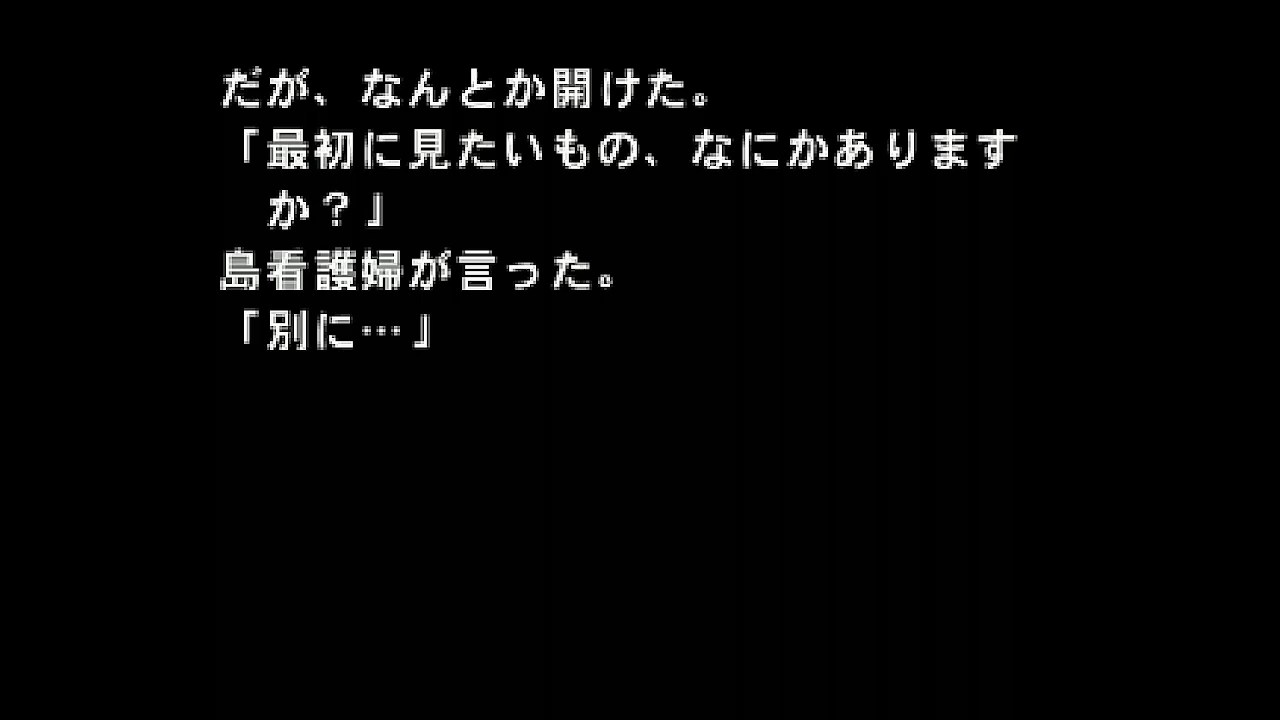 だが、なんとか開けた。
「最初に見たいもの、なにかあります
か？」
島看護婦が言った。
「別に…」